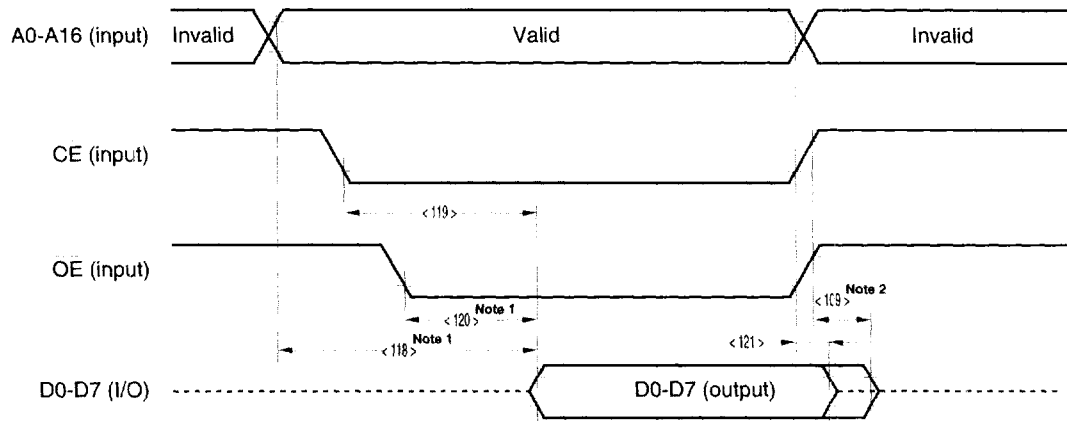 A0-A16 (input) Invalid Valid Invalid
CE (input)
<119>
OE (input)
<120> Note 1 <109> Note 2
<118> Note 1 <121>
D0-D7 (I/O) D0-D7 (output)